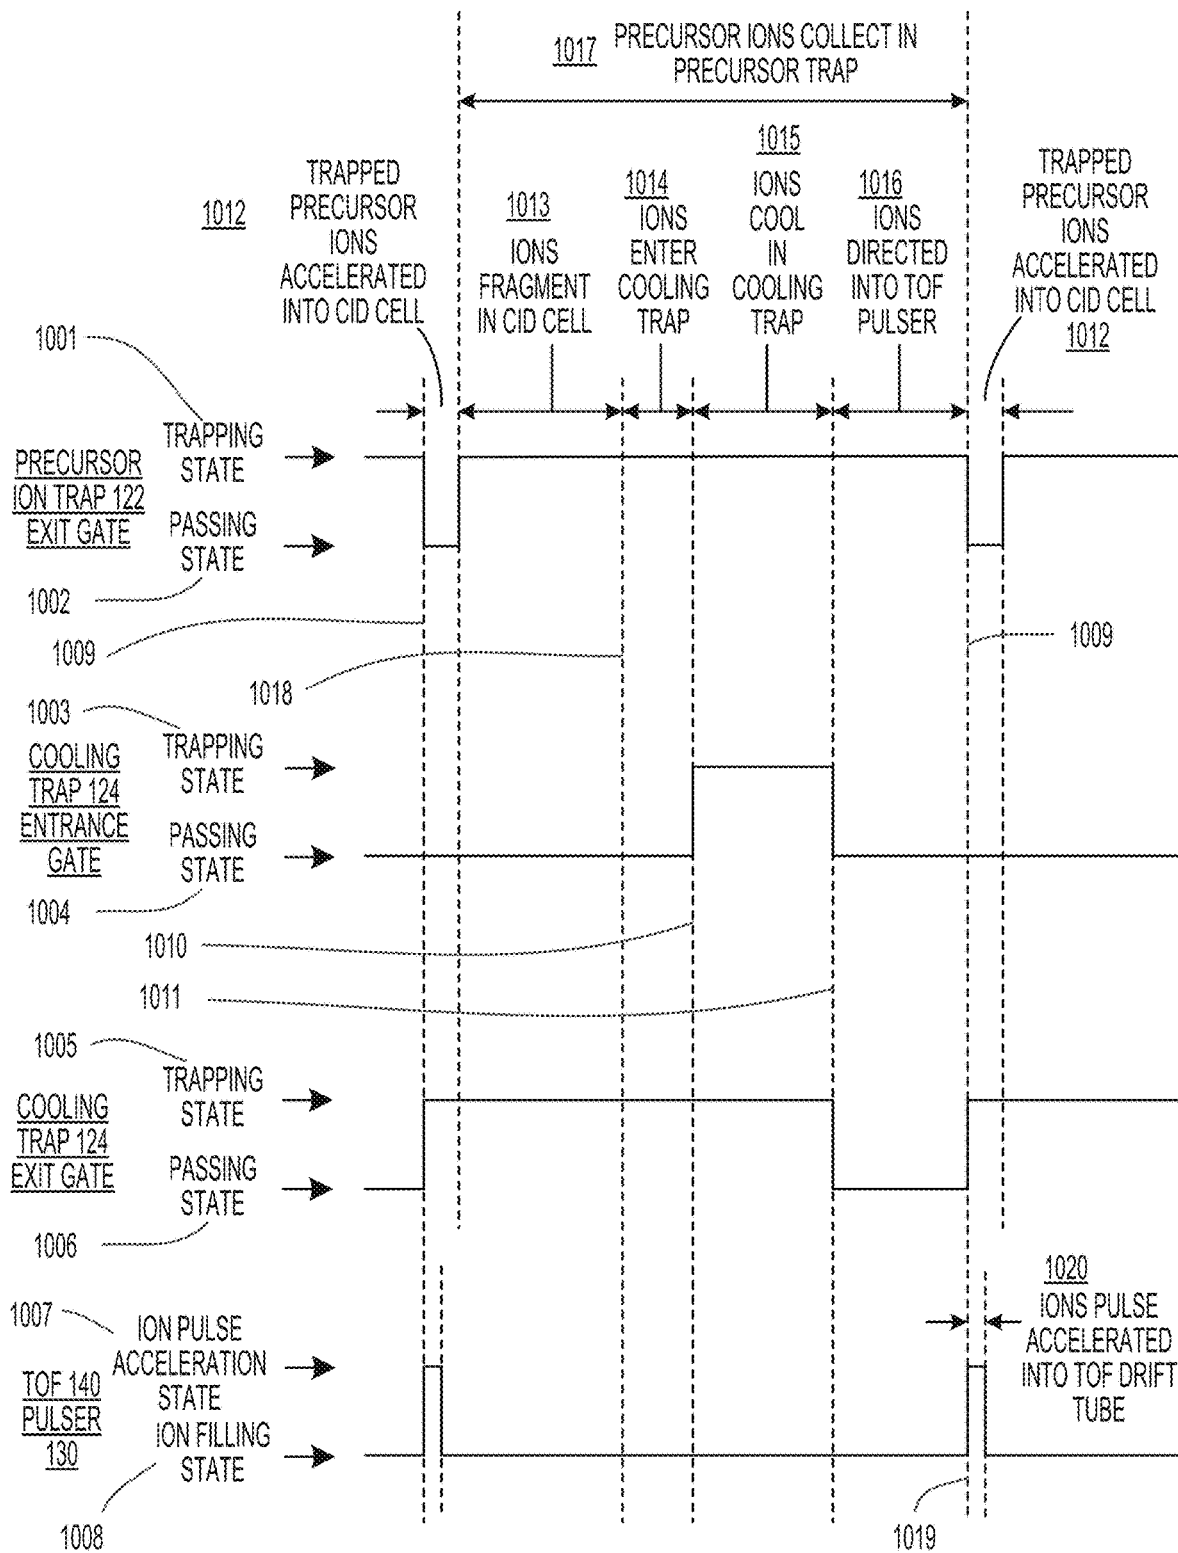 1017 PRECURSOR IONS COLLECT IN
PRECURSOR TRAP
1012
TRAPPED
PRECURSOR
IONS
ACCELERATED
INTO CID CELL
1013
IONS
FRAGMENT
IN CID CELL
1014
IONS
ENTER
COOLING
TRAP
1015
IONS
COOL
IN
COOLING
TRAP
1016
IONS
DIRECTED
INTO TOF
PULSER
TRAPPED
PRECURSOR
IONS
ACCELERATED
INTO CID CELL
1012
1001
TRAPPING
STATE
PRECURSOR
ION TRAP 122
EXIT GATE
PASSING
STATE
1002
1009
1009
1018
1003
TRAPPING
STATE
COOLING
TRAP 124
ENTRANCE
GATE
PASSING
STATE
1004
1010
1011
1005
TRAPPING
STATE
COOLING
TRAP 124
EXIT GATE
PASSING
STATE
1006
1007
ION PULSE
ACCELERATION
STATE
TOF 140
PULSER
130
ION FILLING
STATE
1008
1020
IONS PULSE
ACCELERATED
INTO TOF DRIFT
TUBE
1019